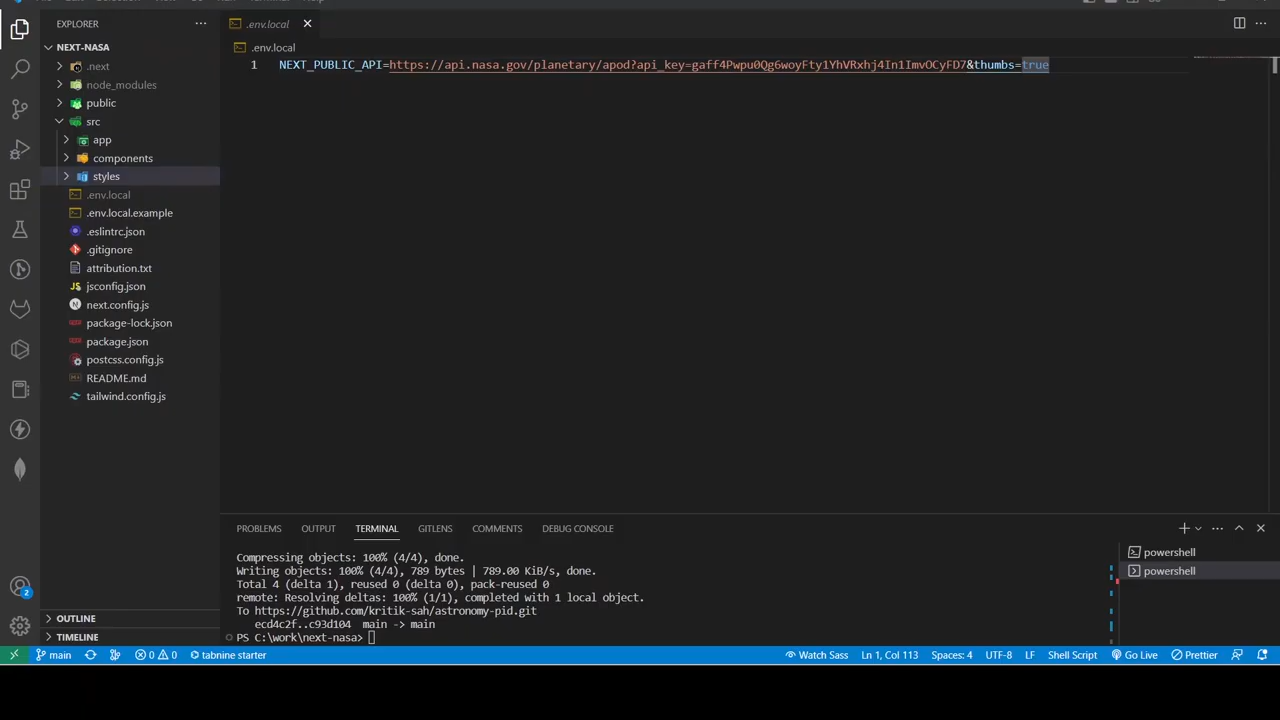 EXPLORER
.env.local
NEXT-NASA
.env.local
.next
1 NEXT_PUBLIC_API=https://api.nasa.gov/planetary/apod?api_key=gaff4Pwpu0Qg6woyFty1YhVRxhj4In1ImvOCyFD7&thumbs=true
node_modules
public
src
app
components
styles
.env.local
.env.local.example
.eslintrc.json
.gitignore
attribution.txt
jsconfig.json
next.config.js
package-lock.json
package.json
postcss.config.js
README.md
tailwind.config.js
PROBLEMS OUTPUT TERMINAL GITLENS COMMENTS DEBUG CONSOLE
Compressing objects: 100% (4/4), done.
Writing objects: 100% (4/4), 789 bytes | 789.00 KiB/s, done.
Total 4 (delta 1), reused 0 (delta 0), pack-reused 0
remote: Resolving deltas: 100% (1/1), completed with 1 local object.
To https://github.com/kritik-sah/astronomy-pid.git
ecd4c2f..c93d104 main -> main
PS C:\work\next-nasa>
powershell
powershell
2
OUTLINE
TIMELINE
main 0 0 tabnine starter Watch Sass Ln 1, Col 113 Spaces: 4 UTF-8 LF Shell Script Go Live Prettier